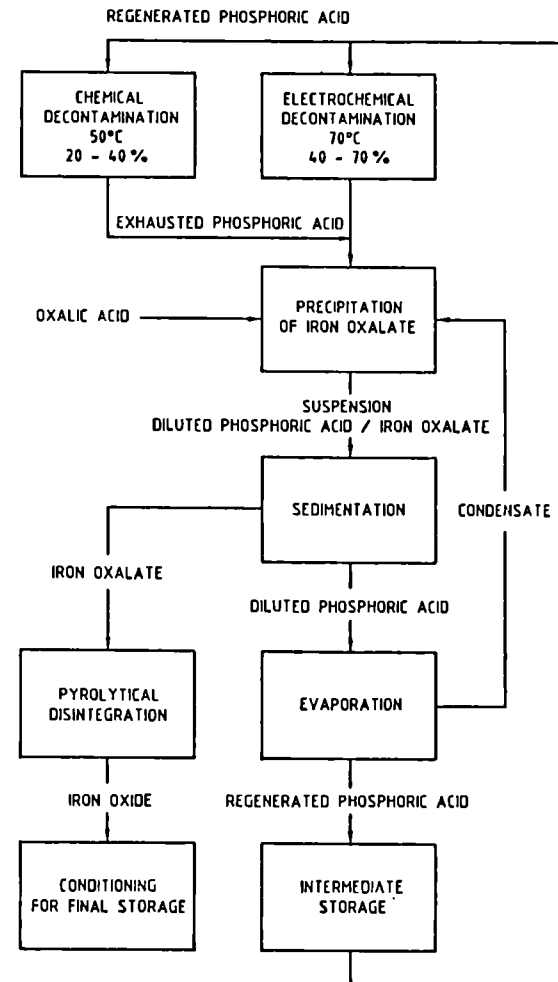 REGENERATED PHOSPHORIC ACID
CHEMICAL
DECONTAMINATION
50°C
20 - 40%
ELECTROCHEMICAL
DECONTAMINATION
70°C
40 - 70%
EXHAUSTED PHOSPHORIC ACID
OXALIC ACID
PRECIPITATION
OF IRON OXALATE
SUSPENSION
DILUTED PHOSPHORIC ACID / IRON OXALATE
SEDIMENTATION
CONDENSATE
IRON OXALATE
DILUTED PHOSPHORIC ACID
PYROLYTICAL
DISINTEGRATION
EVAPORATION
IRON OXIDE
REGENERATED PHOSPHORIC ACID
CONDITIONING
FOR FINAL STORAGE
INTERMEDIATE
STORAGE